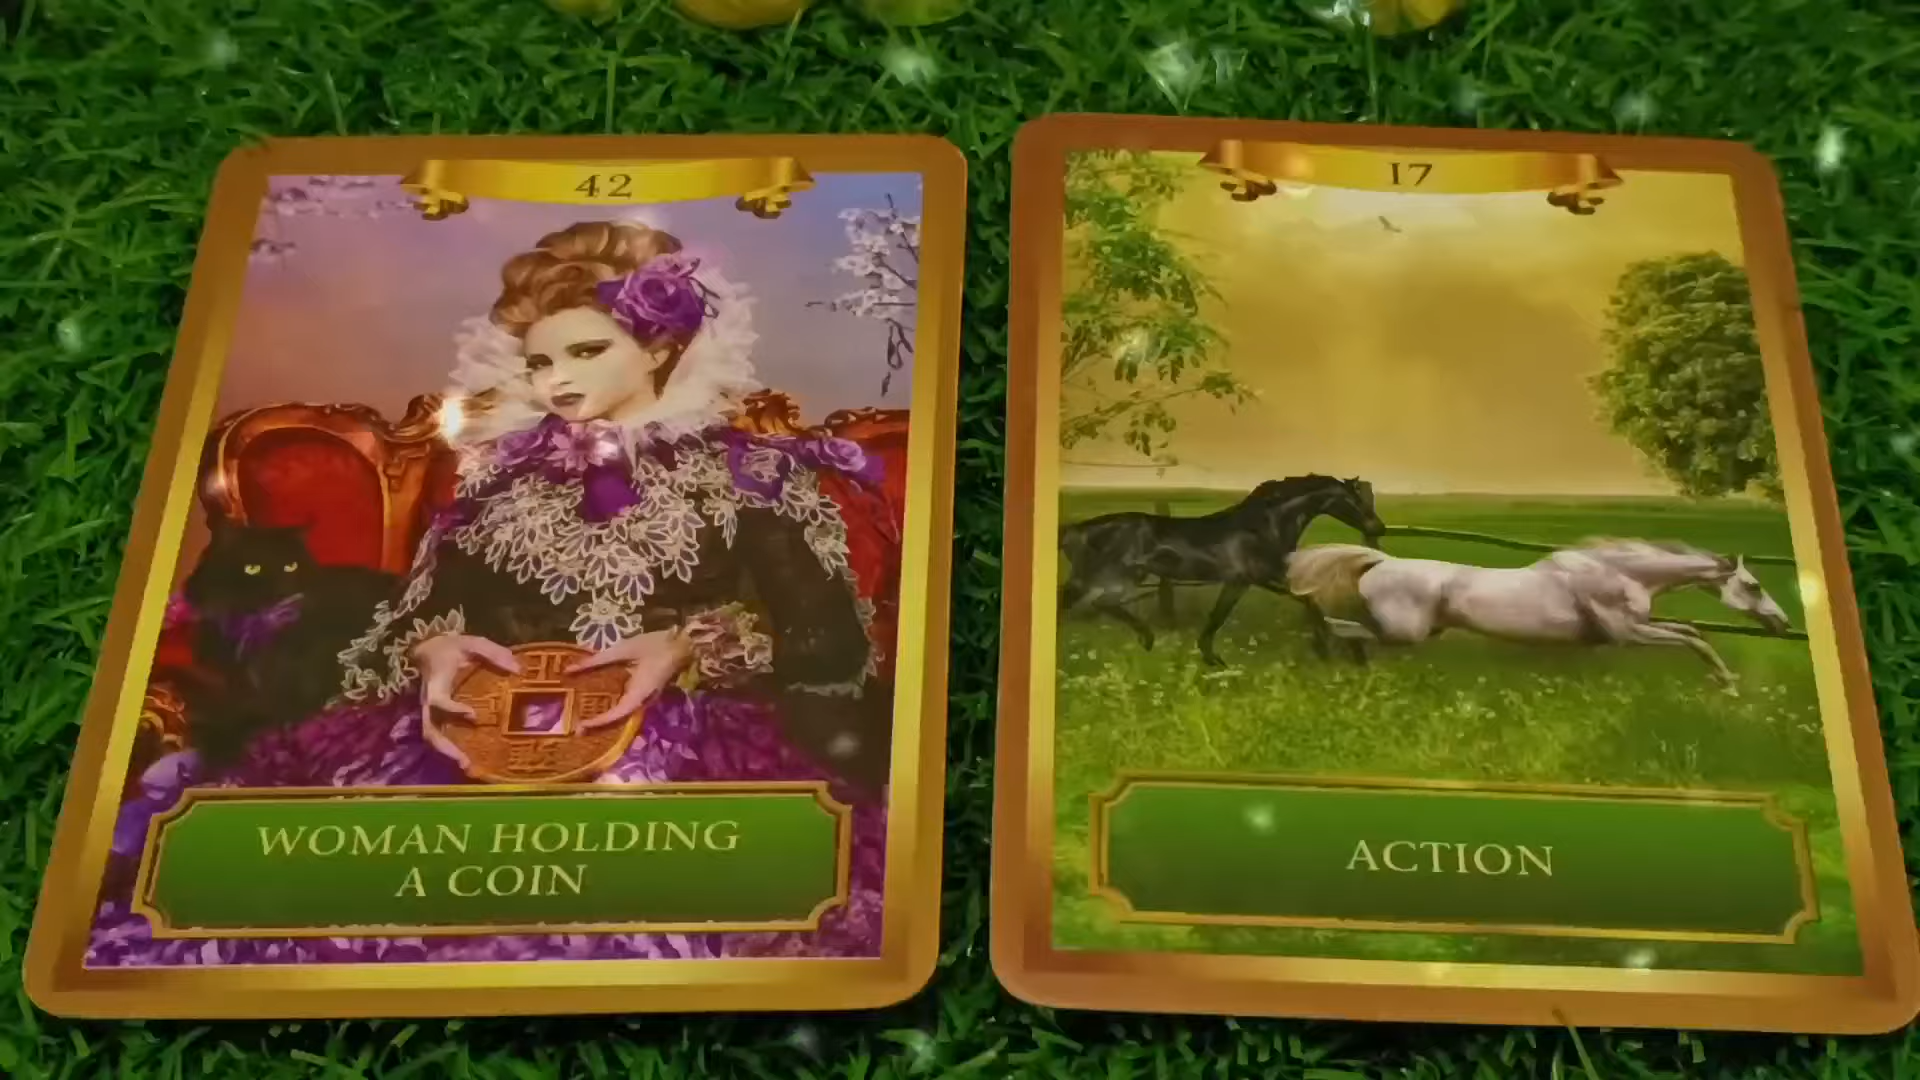 42
WOMAN HOLDING
A COIN
17
ACTION